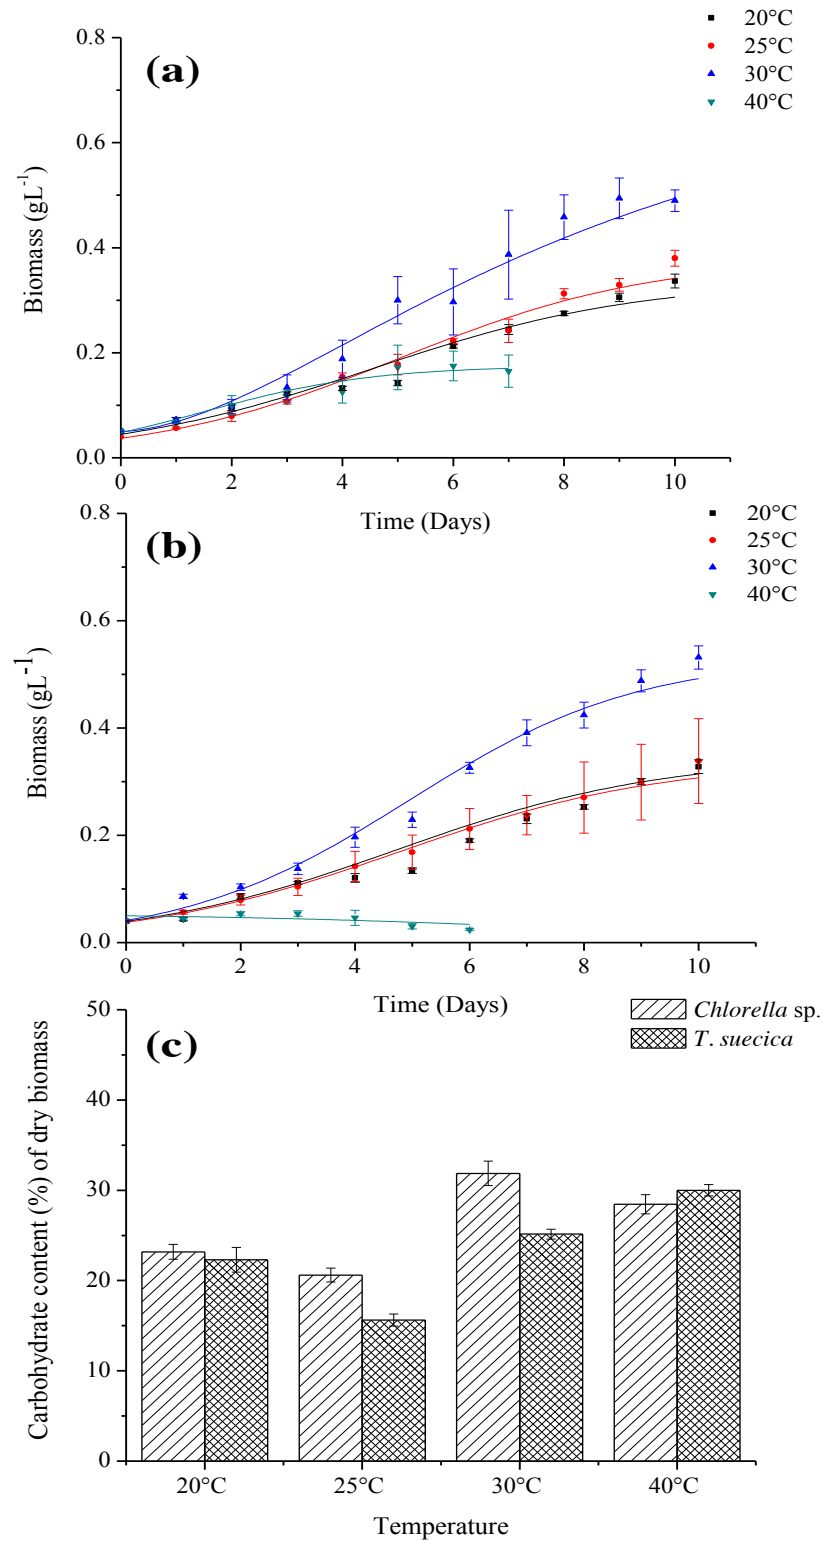 20°C
25°C
30°C
40°C
(a)
0.8
0.6
0.4
0.2
0.0
Biomass (gL⁻¹)
0 2 4 6 8 10
Time (Days)
20°C
25°C
30°C
40°C
(b)
0.8
0.6
0.4
0.2
0.0
Biomass (gL⁻¹)
0 2 4 6 8 10
Time (Days)
Chlorella sp.
T. suecica
(c)
50
40
30
20
10
0
Carbohydrate content (%) of dry biomass
20°C 25°C 30°C 40°C
Temperature